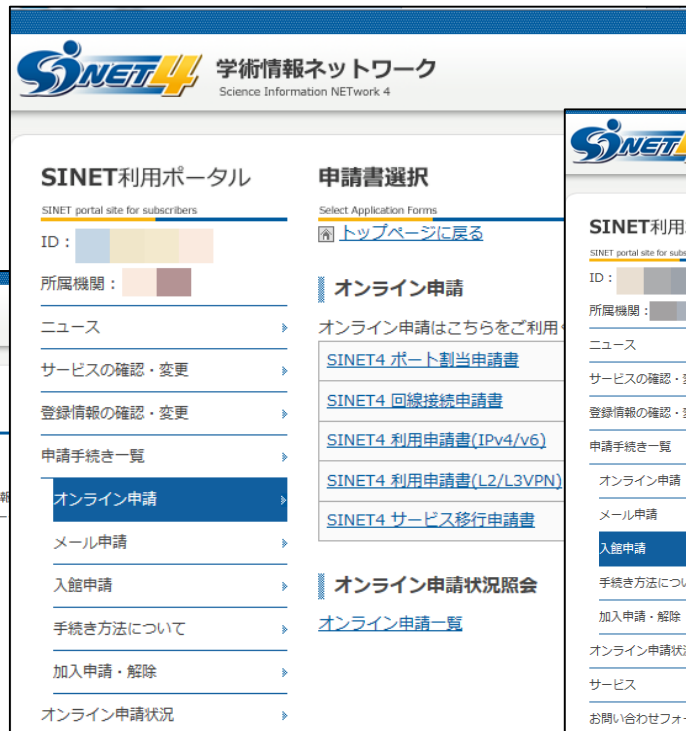 SINET4
学術情報ネットワーク
Science Information NETwork 4
SINET利用ポータル
SINET portal site for subscribers
ID：
所属機関：
ニュース
サービスの確認・変更
登録情報の確認・変更
申請手続き一覧
オンライン申請
メール申請
入館申請
手続き方法について
加入申請・解除
オンライン申請状況
申請書選択
Select Application Forms
トップページに戻る
オンライン申請
オンライン申請はこちらをご利用
SINET4 ポート割当申請書
SINET4 回線接続申請書
SINET4 利用申請書(IPv4/v6)
SINET4 利用申請書(L2/L3VPN)
SINET4 サービス移行申請書
オンライン申請状況照会
オンライン申請一覧
SINET
SINET利用
SINET portal site for subs
ID：
所属機関：
ニュース
サービスの確認・
登録情報の確認・
申請手続き一覧
オンライン申請
メール申請
入館申請
手続き方法につい
加入申請・解除
オンライン申請状
サービス
お問い合わせフォー